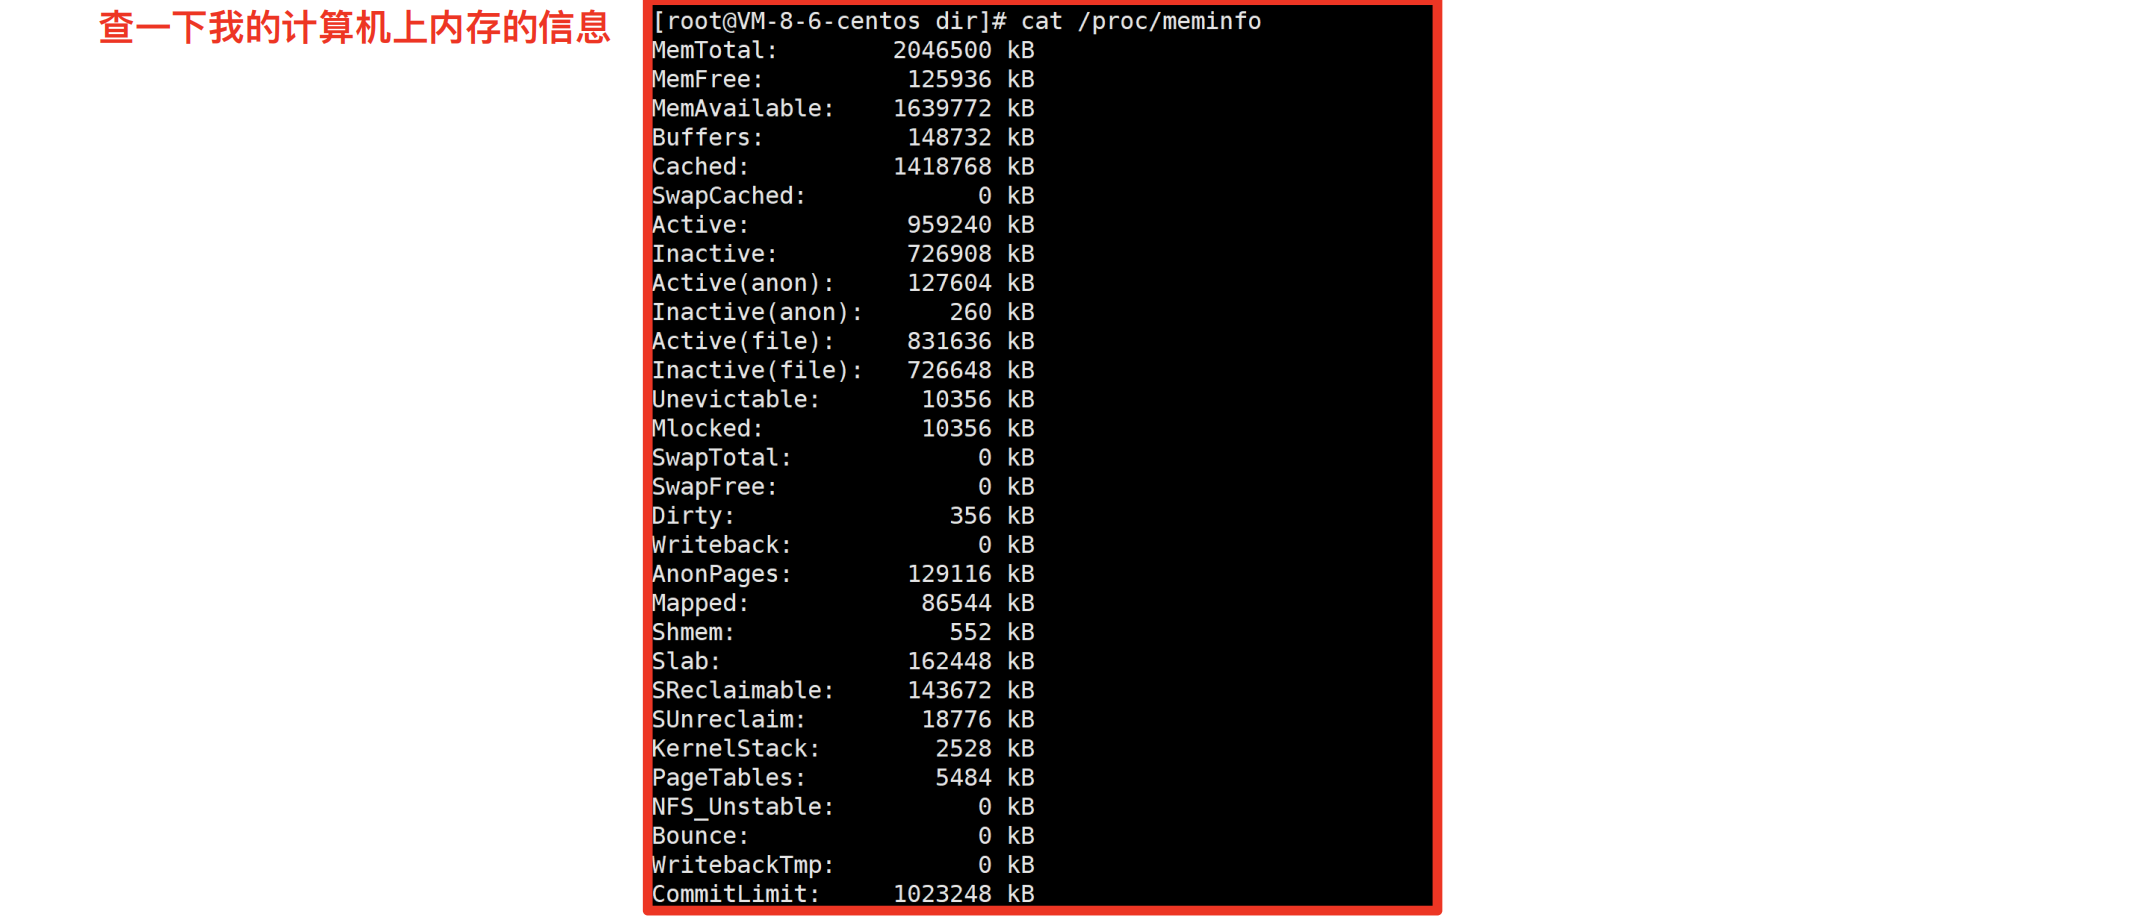 查一下我的计算机上内存的信息
[root@VM-8-6-centos dir]# cat /proc/meminfo
MemTotal:        2046500 kB
MemFree:          125936 kB
MemAvailable:    1639772 kB
Buffers:          148732 kB
Cached:          1418768 kB
SwapCached:            0 kB
Active:           959240 kB
Inactive:         726908 kB
Active(anon):     127604 kB
Inactive(anon):      260 kB
Active(file):     831636 kB
Inactive(file):   726648 kB
Unevictable:       10356 kB
Mlocked:           10356 kB
SwapTotal:             0 kB
SwapFree:              0 kB
Dirty:               356 kB
Writeback:             0 kB
AnonPages:        129116 kB
Mapped:            86544 kB
Shmem:               552 kB
Slab:             162448 kB
SReclaimable:     143672 kB
SUnreclaim:        18776 kB
KernelStack:        2528 kB
PageTables:         5484 kB
NFS_Unstable:          0 kB
Bounce:                0 kB
WritebackTmp:          0 kB
CommitLimit:     1023248 kB